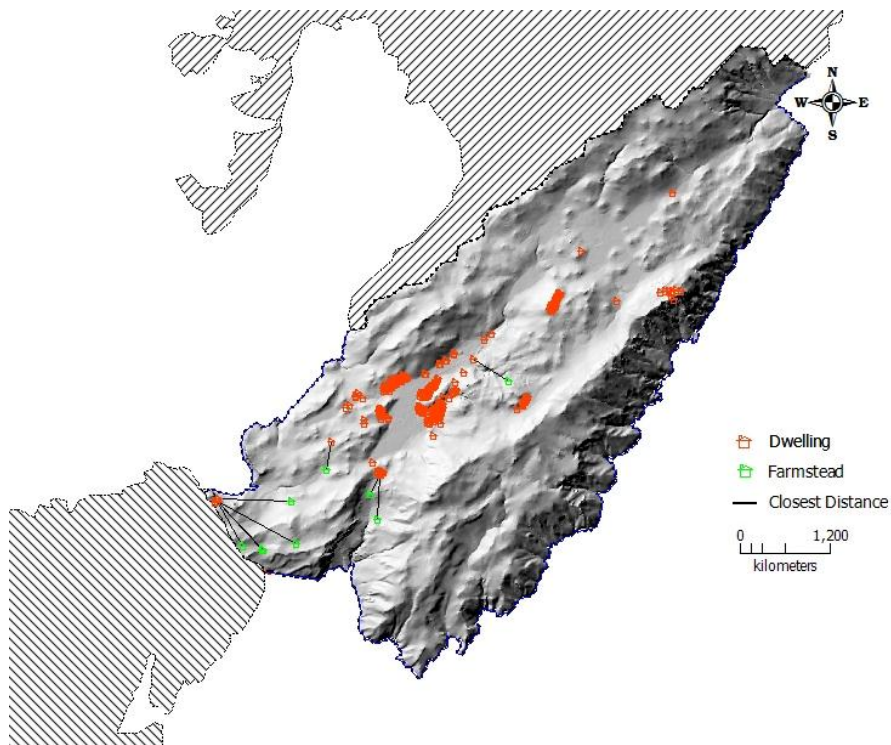 N
W E
S
Dwelling
Farmstead
Closest Distance
0 1,200
kilometers